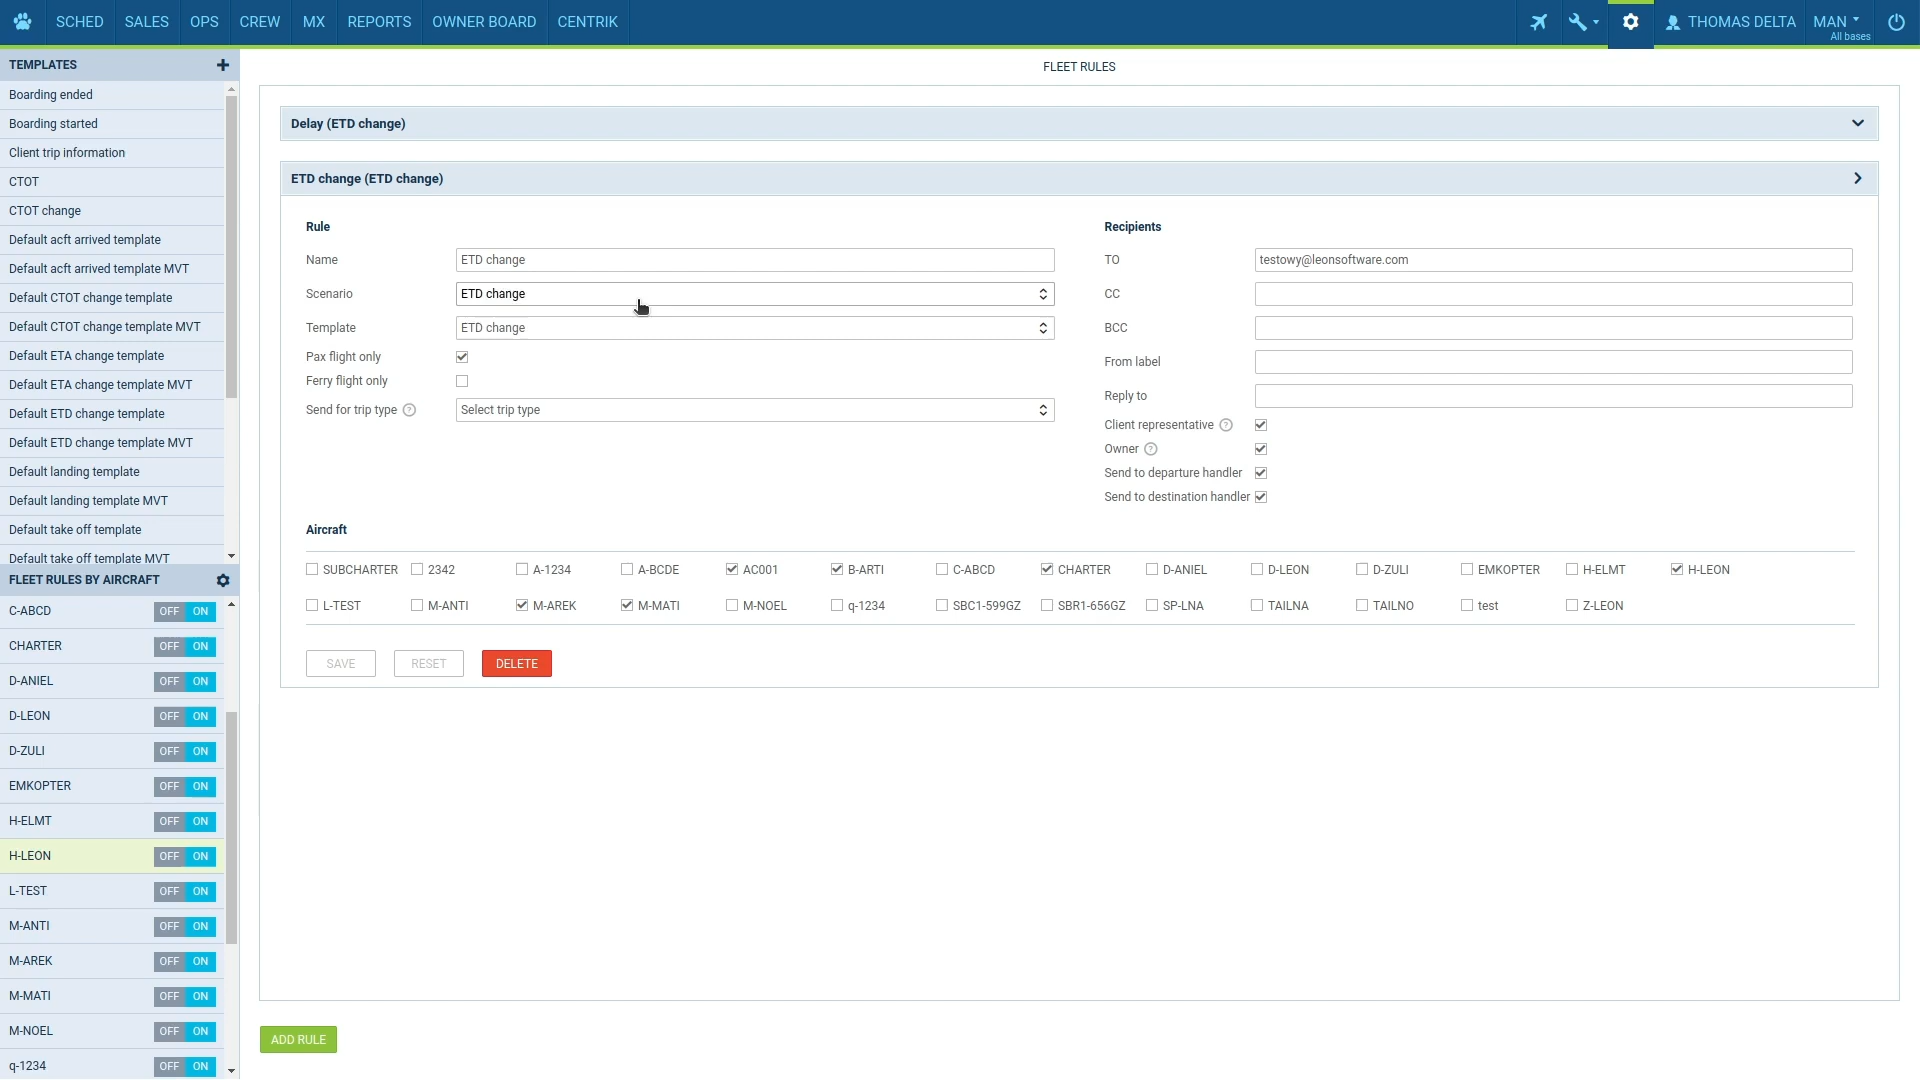 SCHED SALES OPS CREW MX REPORTS OWNER BOARD CENTRIK THOMAS DELTA MAN
All bases
TEMPLATES
Boarding ended
Boarding started
Client trip information
CTOT
CTOT change
Default acft arrived template
Default acft arrived template MVT
Default CTOT change template
Default CTOT change template MVT
Default ETA change template
Default ETA change template MVT
Default ETD change template
Default ETD change template MVT
Default landing template
Default landing template MVT
Default take off template
Default take off template MVT
FLEET RULES BY AIRCRAFT
C-ABCD OFF ON
CHARTER OFF ON
D-ANIEL OFF ON
D-LEON OFF ON
D-ZULI OFF ON
EMKOPTER OFF ON
H-ELMT OFF ON
H-LEON OFF ON
L-TEST OFF ON
M-ANTI OFF ON
M-AREK OFF ON
M-MATI OFF ON
M-NOEL OFF ON
q-1234 OFF ON
FLEET RULES
Delay (ETD change)
ETD change (ETD change)
Rule
Name ETD change
Scenario ETD change
Template ETD change
Pax flight only
Ferry flight only
Send for trip type ? Select trip type
Recipients
TO testowy@leonsoftware.com
CC
BCC
From label
Reply to
Client representative ?
Owner ?
Send to departure handler
Send to destination handler
Aircraft
SUBCHARTER 2342 A-1234 A-BCDE AC001 B-ARTI C-ABCD CHARTER D-ANIEL D-LEON D-ZULI EMKOPTER H-ELMT H-LEON
L-TEST M-ANTI M-AREK M-MATI M-NOEL q-1234 SBC1-599GZ SBR1-656GZ SP-LNA TAILNA TAILNO test Z-LEON
SAVE RESET DELETE
ADD RULE